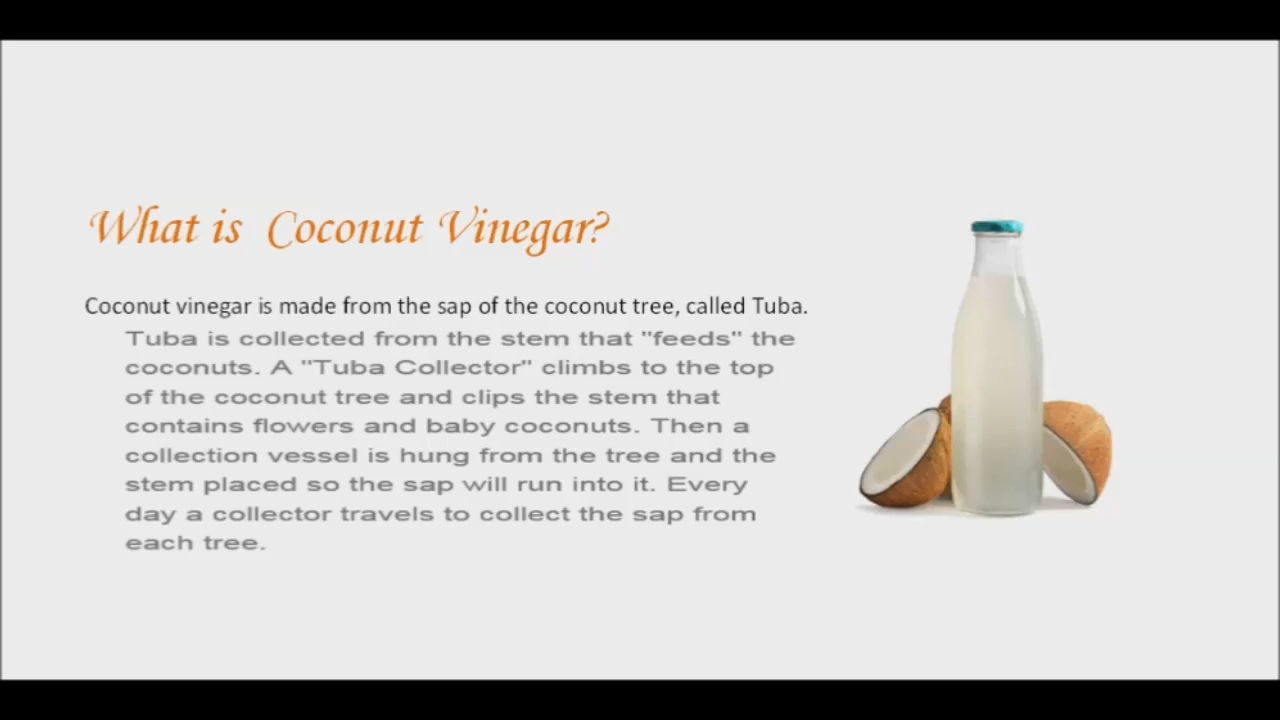 What is Coconut Vinegar?
Coconut vinegar is made from the sap of the coconut tree, called Tuba.
Tuba is collected from the stem that "feeds" the
coconuts. A "Tuba Collector" climbs to the top
of the coconut tree and clips the stem that
contains flowers and baby coconuts. Then a
collection vessel is hung from the tree and the
stem placed so the sap will run into it. Every
day a collector travels to collect the sap from
each tree.